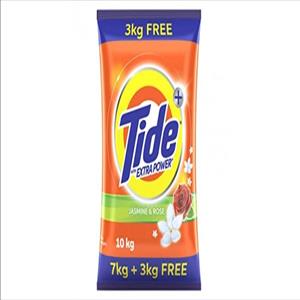 3kg FREE
Tide
+
EXTRA POWER
JASMINE & ROSE
10 kg
7kg + 3kg FREE